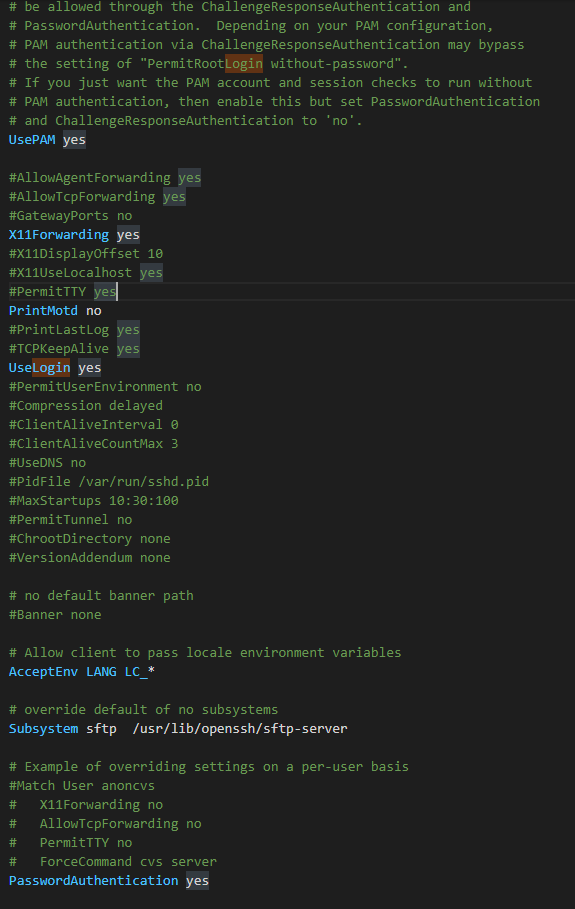 # be allowed through the ChallengeResponseAuthentication and
# PasswordAuthentication.  Depending on your PAM configuration,
# PAM authentication via ChallengeResponseAuthentication may bypass
# the setting of "PermitRootLogin without-password".
# If you just want the PAM account and session checks to run without
# PAM authentication, then enable this but set PasswordAuthentication
# and ChallengeResponseAuthentication to 'no'.
UsePAM yes

#AllowAgentForwarding yes
#AllowTcpForwarding yes
#GatewayPorts no
X11Forwarding yes
#X11DisplayOffset 10
#X11UseLocalhost yes
#PermitTTY yes
PrintMotd no
#PrintLastLog yes
#TCPKeepAlive yes
UseLogin yes
#PermitUserEnvironment no
#Compression delayed
#ClientAliveInterval 0
#ClientAliveCountMax 3
#UseDNS no
#PidFile /var/run/sshd.pid
#MaxStartups 10:30:100
#PermitTunnel no
#ChrootDirectory none
#VersionAddendum none

# no default banner path
#Banner none

# Allow client to pass locale environment variables
AcceptEnv LANG LC_*

# override default of no subsystems
Subsystem sftp  /usr/lib/openssh/sftp-server

# Example of overriding settings on a per-user basis
#Match User anoncvs
#   X11Forwarding no
#   AllowTcpForwarding no
#   PermitTTY no
#   ForceCommand cvs server
PasswordAuthentication yes